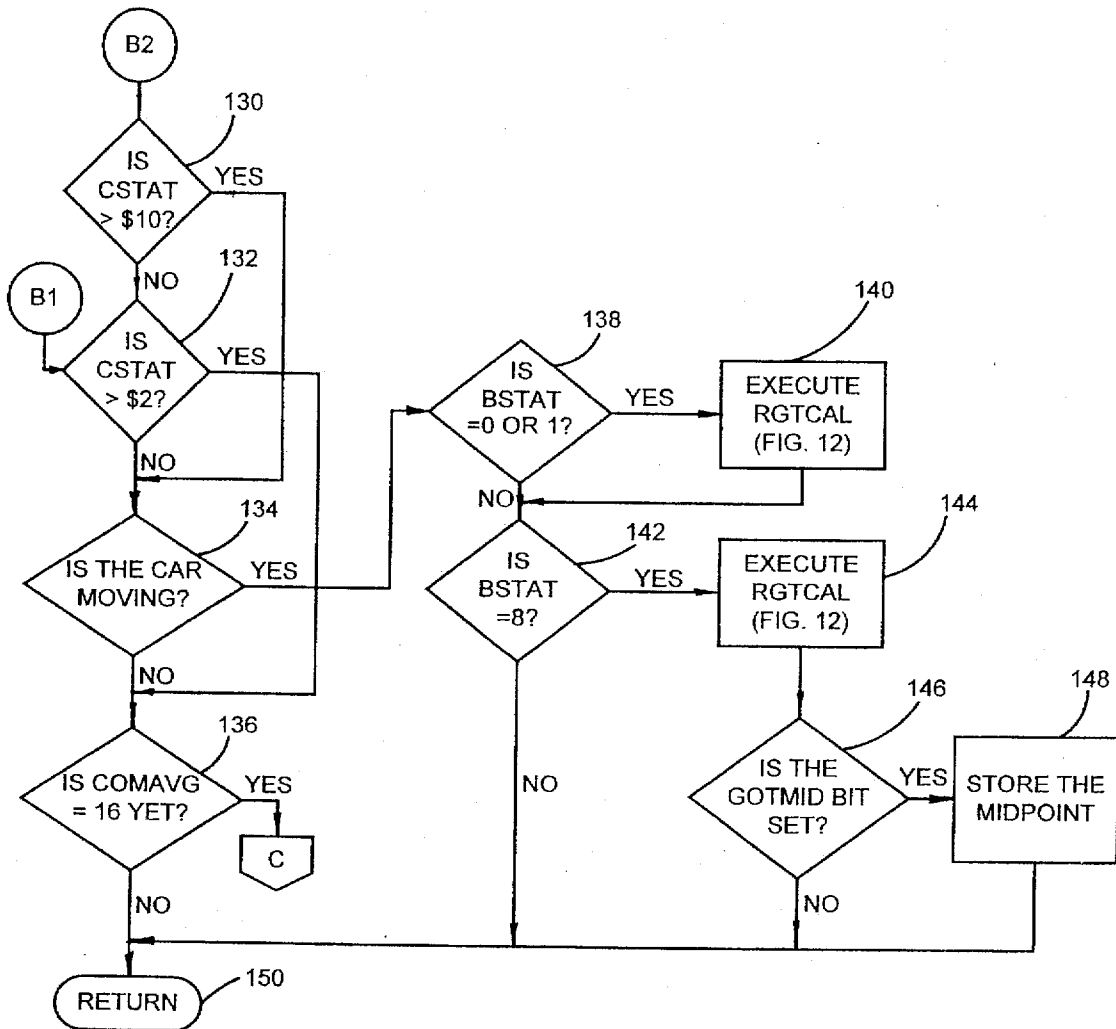 B2
130
IS
CSTAT
> $10?
YES
NO
132
B1
IS
CSTAT
> $2?
YES
NO
134
IS THE CAR
MOVING?
YES
NO
136
IS COMAVG
= 16 YET?
YES
C
NO
RETURN
150
138
IS
BSTAT
=0 OR 1?
YES
NO
140
EXECUTE
RGTCAL
(FIG. 12)
142
IS
BSTAT
=8?
YES
NO
144
EXECUTE
RGTCAL
(FIG. 12)
146
IS THE
GOTMID BIT
SET?
YES
NO
148
STORE THE
MIDPOINT